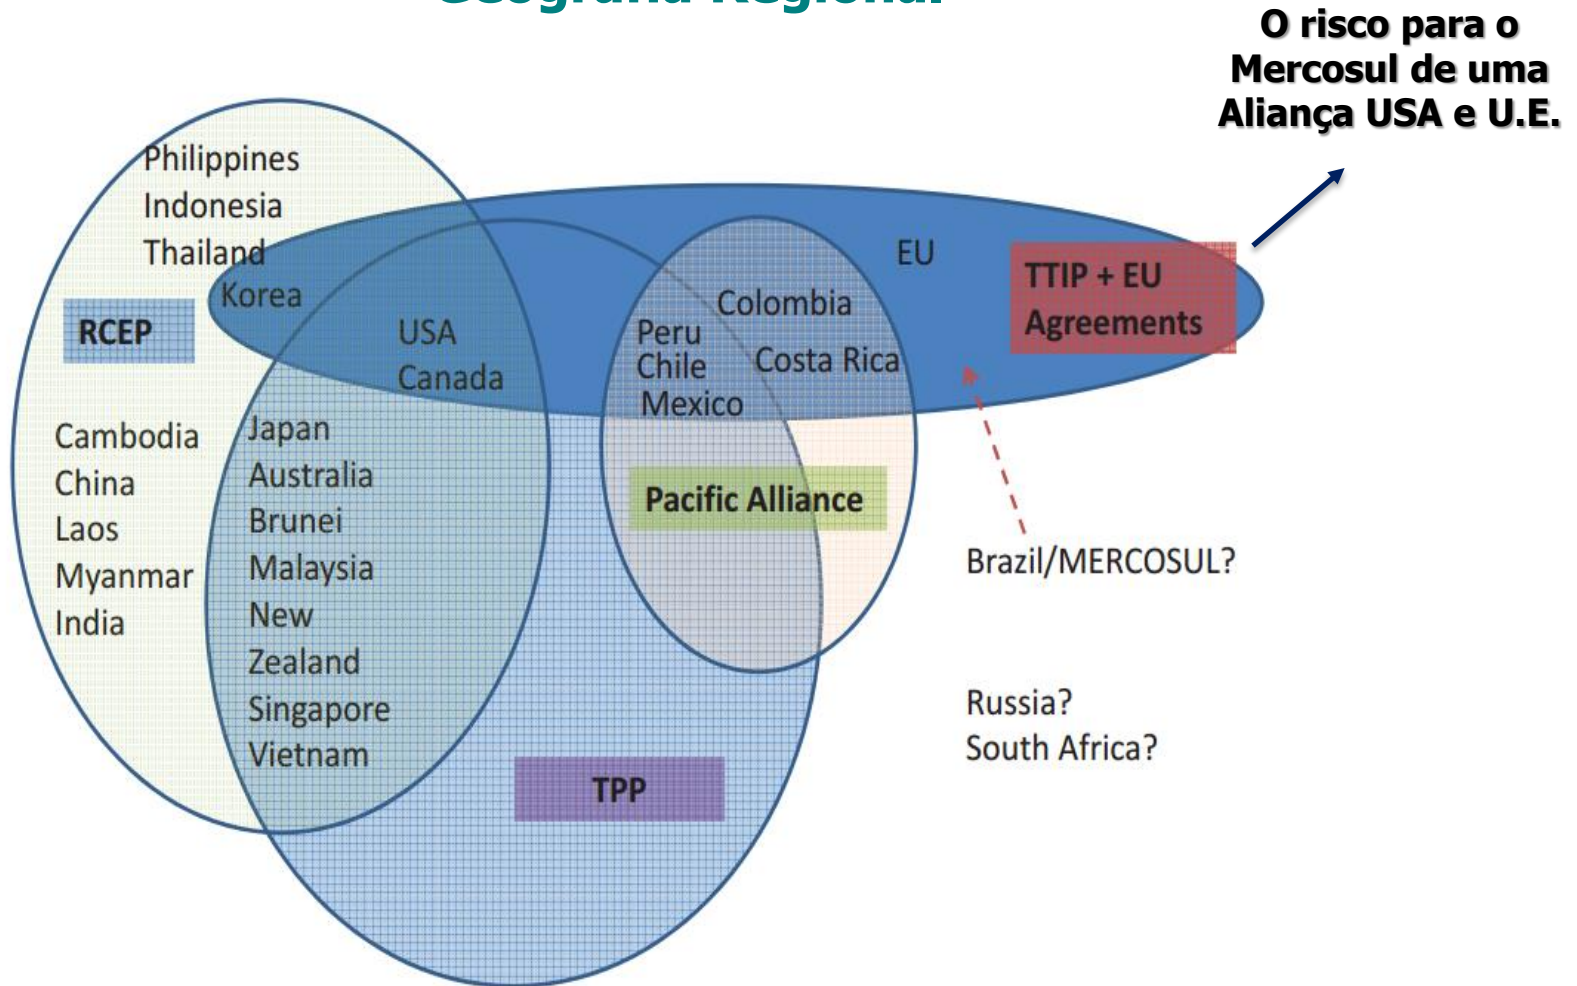 Geografia Regional
O risco para o
Mercosul de uma
Aliança USA e U.E.
Philippines
Indonesia
Thailand
Korea
RCEP
USA
Canada
EU
TTIP + EU
Agreements
Colombia
Peru
Chile
Costa Rica
Mexico
Cambodia
China
Laos
Myanmar
India
Japan
Australia
Brunei
Malaysia
New
Zealand
Singapore
Vietnam
Pacific Alliance
Brazil/MERCOSUL?
Russia?
South Africa?
TPP